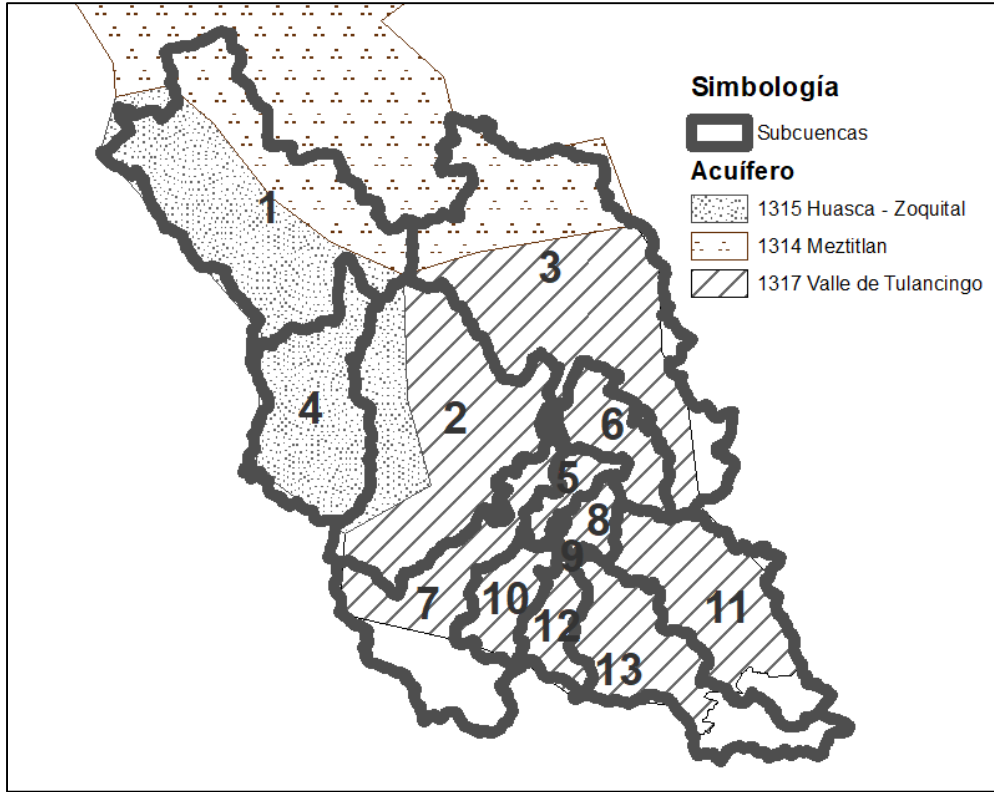 Simbología
Subcuencas
Acuífero
1315 Huasca - Zoquital
1314 Meztitlan
1317 Valle de Tulancingo
1
3
4
2
6
5
8
9
10
7
12
11
13